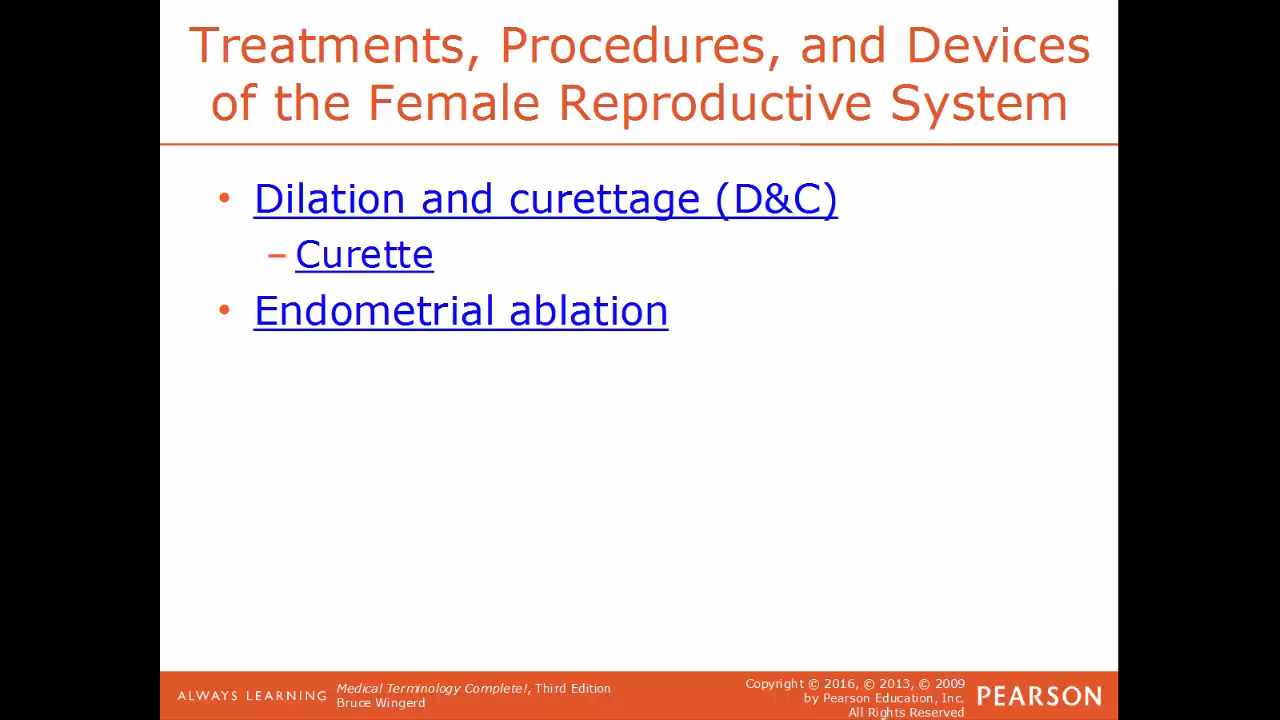 Treatments, Procedures, and Devices
of the Female Reproductive System
• Dilation and curettage (D&C)
– Curette
• Endometrial ablation
ALWAYS LEARNING
Medical Terminology Complete!, Third Edition
Bruce Wingerd
Copyright © 2016, © 2013, © 2009
by Pearson Education, Inc.
All Rights Reserved
PEARSON